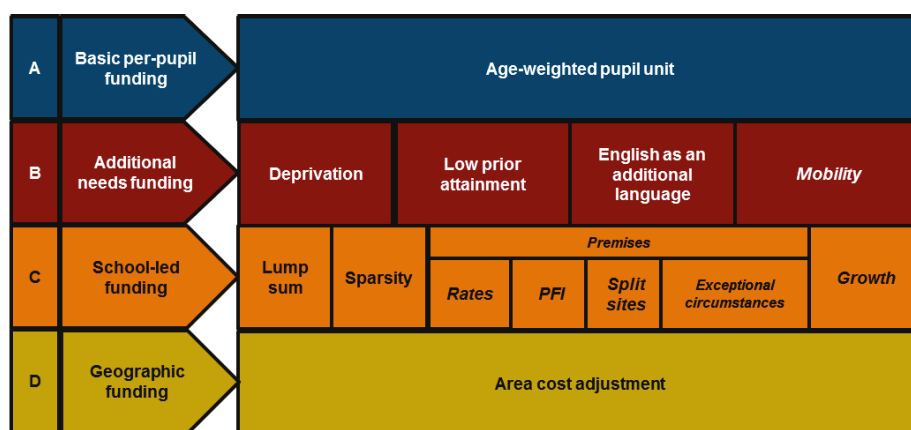 A
Basic per-pupil
funding
Age-weighted pupil unit
B
Additional
needs funding
Deprivation
Low prior
attainment
English as an
additional
language
Mobility
C
School-led
funding
Lump
sum
Sparsity
Premises
Rates
PFI
Split
sites
Exceptional
circumstances
Growth
D
Geographic
funding
Area cost adjustment